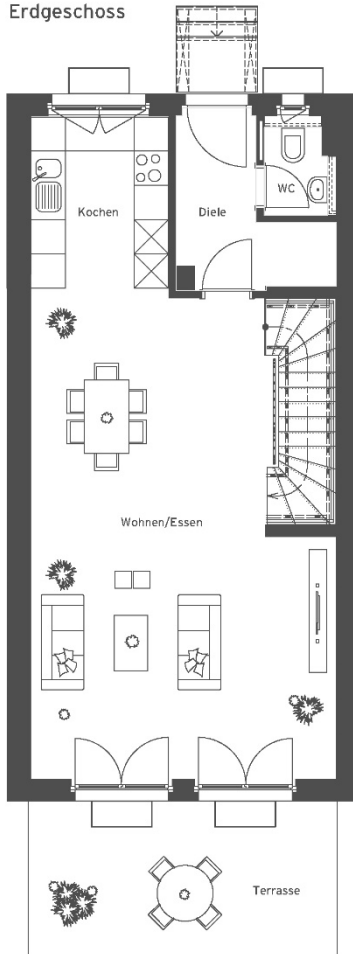 Erdgeschoss
Kochen
Diele
WC
Wohnen/Essen
Terrasse